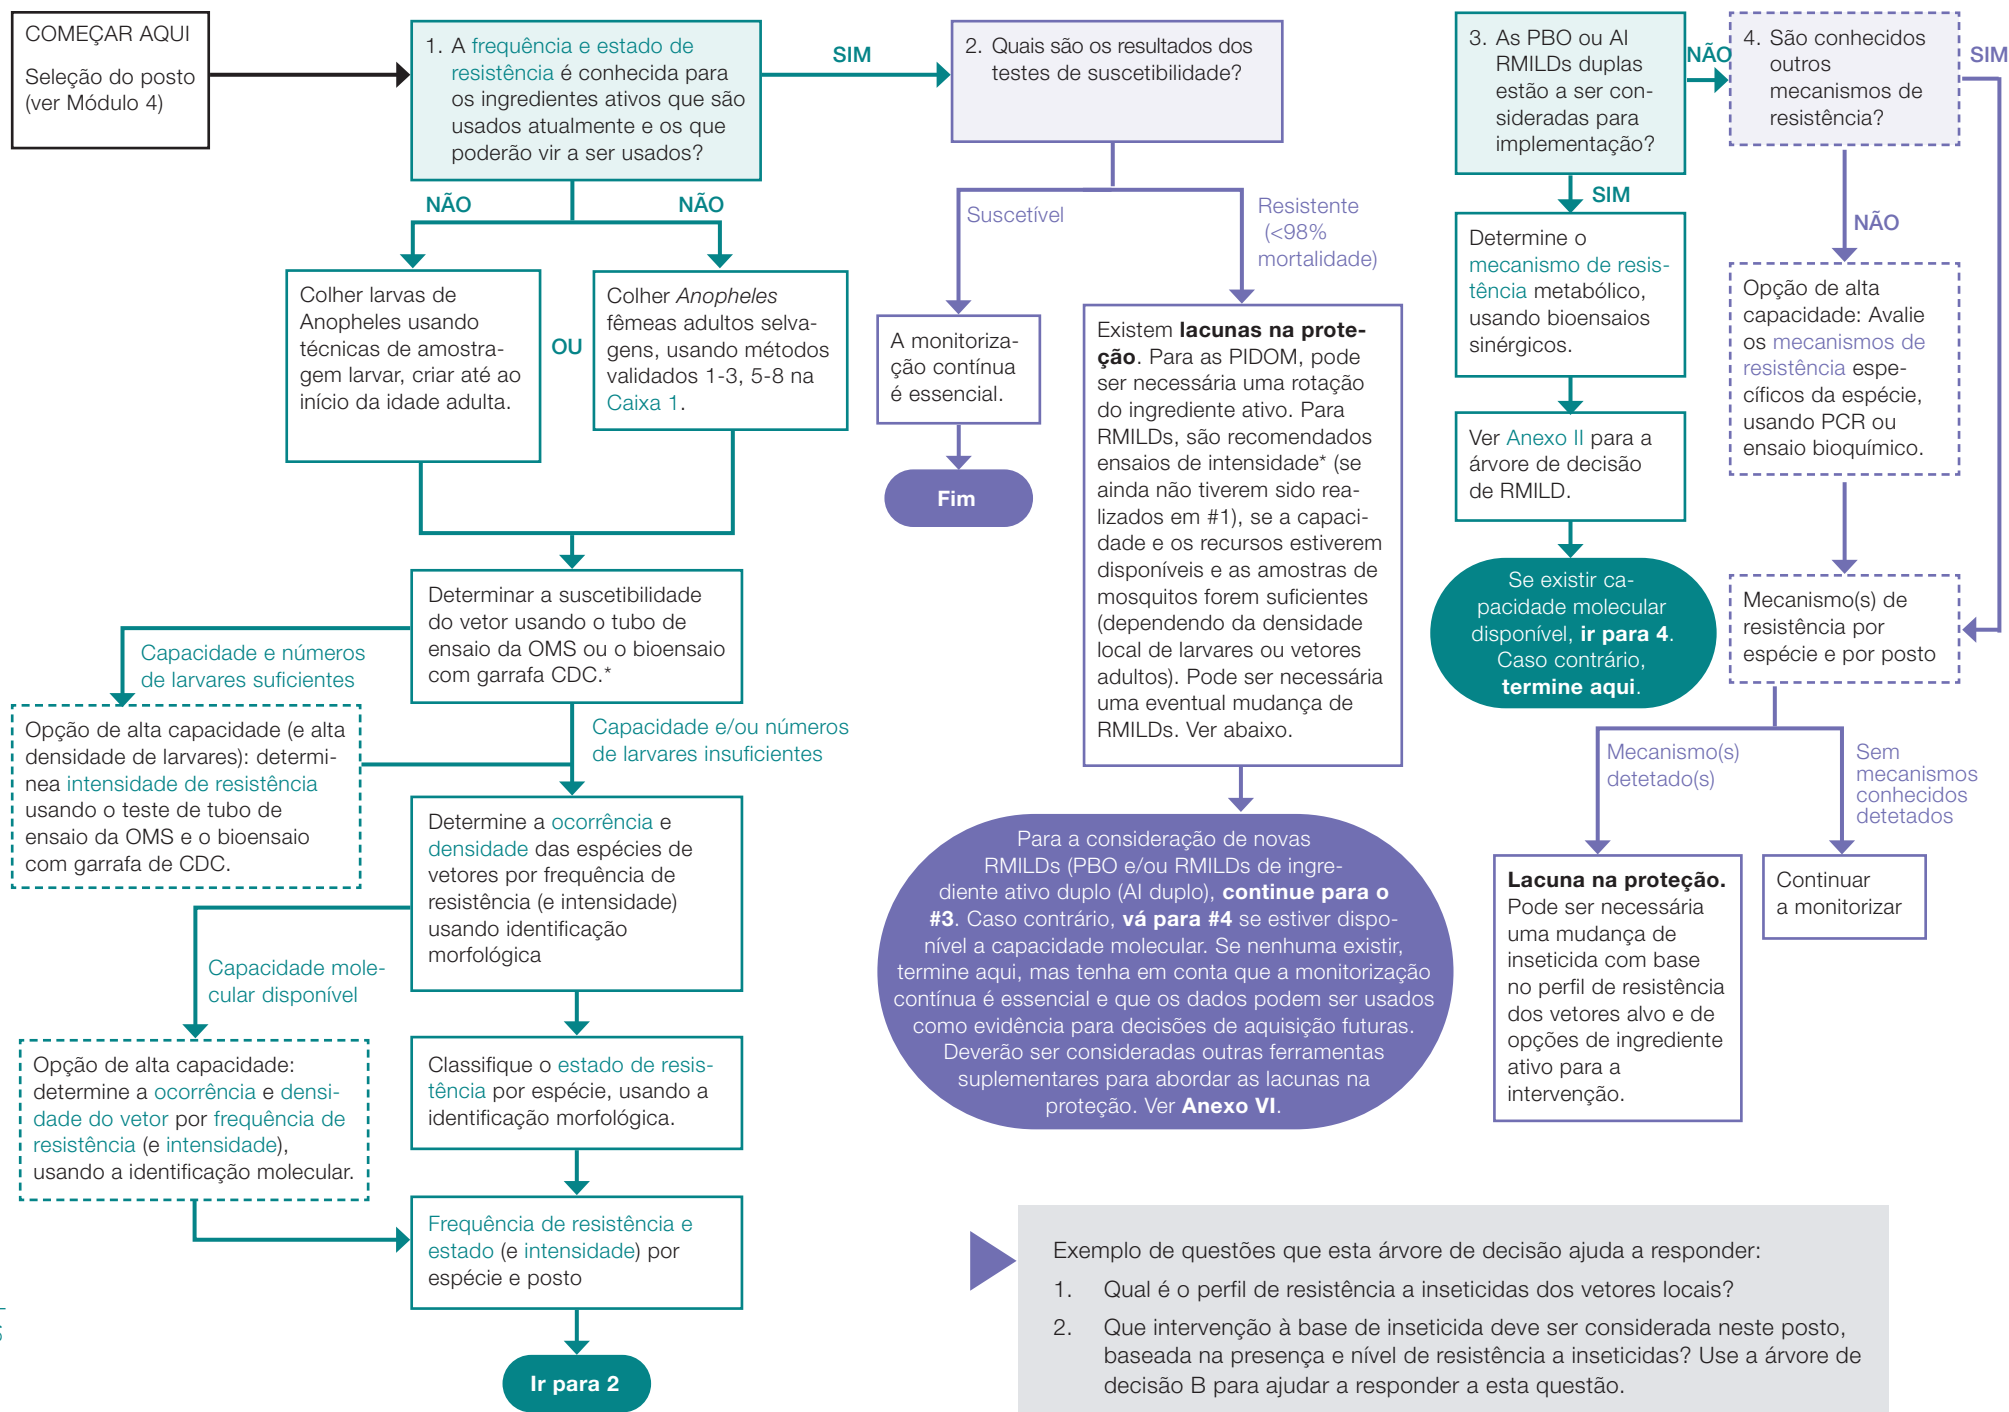 COMEÇAR AQUI
Seleção do posto
(ver Módulo 4)
1. A frequência e estado de
resistência é conhecida para
os ingredientes ativos que são
usados atualmente e os que
poderão vir a ser usados?
SIM
NÃO
NÃO
Colher larvas de
Anopheles usando
técnicas de amostra-
gem larvar, criar até ao
início da idade adulta.
OU
Colher Anopheles
fêmeas adultos selva-
gens, usando métodos
validados 1-3, 5-8 na
Caixa 1.
Determinar a suscetibilidade
do vetor usando o tubo de
ensaio da OMS ou o bioensaio
com garrafa CDC.*
Capacidade e números
de larvares suficientes
Capacidade e/ou números
de larvares insuficientes
Opção de alta capacidade (e alta
densidade de larvares): determi-
nea intensidade de resistência
usando o teste de tubo de
ensaio da OMS e o bioensaio
com garrafa de CDC.
Determine a ocorrência e
densidade das espécies de
vetores por frequência de
resistência (e intensidade)
usando identificação
morfológica
Capacidade mole-
cular disponível
Opção de alta capacidade:
determine a ocorrência e densi-
dade do vetor por frequência de
resistência (e intensidade),
usando a identificação molecular.
Classifique o estado de resis-
tência por espécie, usando a
identificação morfológica.
Frequência de resistência e
estado (e intensidade) por
espécie e posto
Ir para 2
2. Quais são os resultados dos
testes de suscetibilidade?
Suscetível
Resistente
(<98%
mortalidade)
A monitoriza-
ção contínua
é essencial.
Fim
Existem lacunas na prote-
ção. Para as PIDOM, pode
ser necessária uma rotação
do ingrediente ativo. Para
RMILDs, são recomendados
ensaios de intensidade* (se
ainda não tiverem sido rea-
lizados em #1), se a capaci-
dade e os recursos estiverem
disponíveis e as amostras de
mosquitos forem suficientes
(dependendo da densidade
local de larvares ou vetores
adultos). Pode ser necessária
uma eventual mudança de
RMILDs. Ver abaixo.
Para a consideração de novas
RMILDs (PBO e/ou RMILDs de ingre-
diente ativo duplo (AI duplo), continue para o
#3. Caso contrário, vá para #4 se estiver dispo-
nível a capacidade molecular. Se nenhuma existir,
termine aqui, mas tenha em conta que a monitorização
contínua é essencial e que os dados podem ser usados
como evidência para decisões de aquisição futuras.
Deverão ser consideradas outras ferramentas
suplementares para abordar as lacunas na
proteção. Ver Anexo VI.
3. As PBO ou AI
RMILDs duplas
estão a ser con-
sideradas para
implementação?
NÃO
SIM
Determine o
mecanismo de resis-
tência metabólico,
usando bioensaios
sinérgicos.
Ver Anexo II para a
árvore de decisão
de RMILD.
Se existir ca-
pacidade molecular
disponível, ir para 4.
Caso contrário,
termine aqui.
4. São conhecidos
outros
mecanismos de
resistência?
SIM
NÃO
Opção de alta
capacidade: Avalie
os mecanismos de
resistência espe-
cíficos da espécie,
usando PCR ou
ensaio bioquímico.
Mecanismo(s) de
resistência por
espécie e por posto
Mecanismo(s)
detetado(s)
Sem
mecanismos
conhecidos
detetados
Lacuna na proteção.
Pode ser necessária
uma mudança de
inseticida com base
no perfil de resistência
dos vetores alvo e de
opções de ingrediente
ativo para a
intervenção.
Continuar
a monitorizar
Exemplo de questões que esta árvore de decisão ajuda a responder:
1. Qual é o perfil de resistência a inseticidas dos vetores locais?
2. Que intervenção à base de inseticida deve ser considerada neste posto,
baseada na presença e nível de resistência a inseticidas? Use a árvore de
decisão B para ajudar a responder a esta questão.